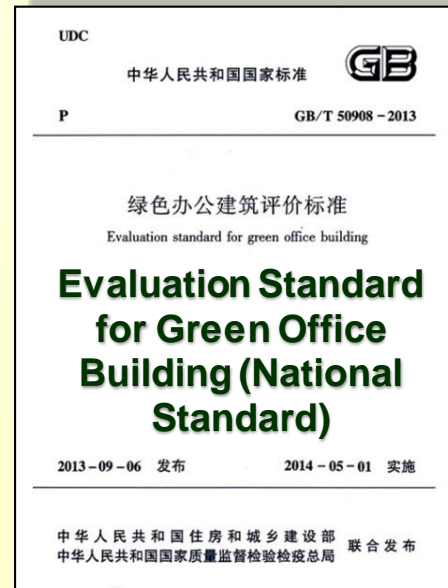 UDC
中华人民共和国国家标准
GB
P
GB/T 50908－2013
绿色办公建筑评价标准
Evaluation standard for green office building
Evaluation Standard
for Green Office
Building (National
Standard)
2013－09－06 发布
2014－05－01 实施
中华人民共和国住房和城乡建设部
中华人民共和国国家质量监督检验检疫总局
联合发布